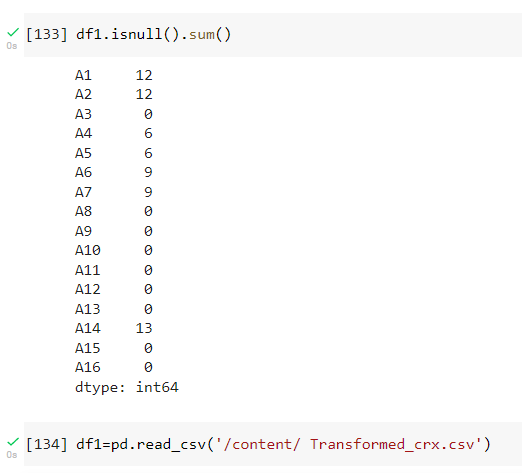 [133] df1.isnull().sum()
0s
A1 12
A2 12
A3 0
A4 6
A5 6
A6 9
A7 9
A8 0
A9 0
A10 0
A11 0
A12 0
A13 0
A14 13
A15 0
A16 0
dtype: int64
[134] df1=pd.read_csv('/content/ Transformed_crx.csv')
0s